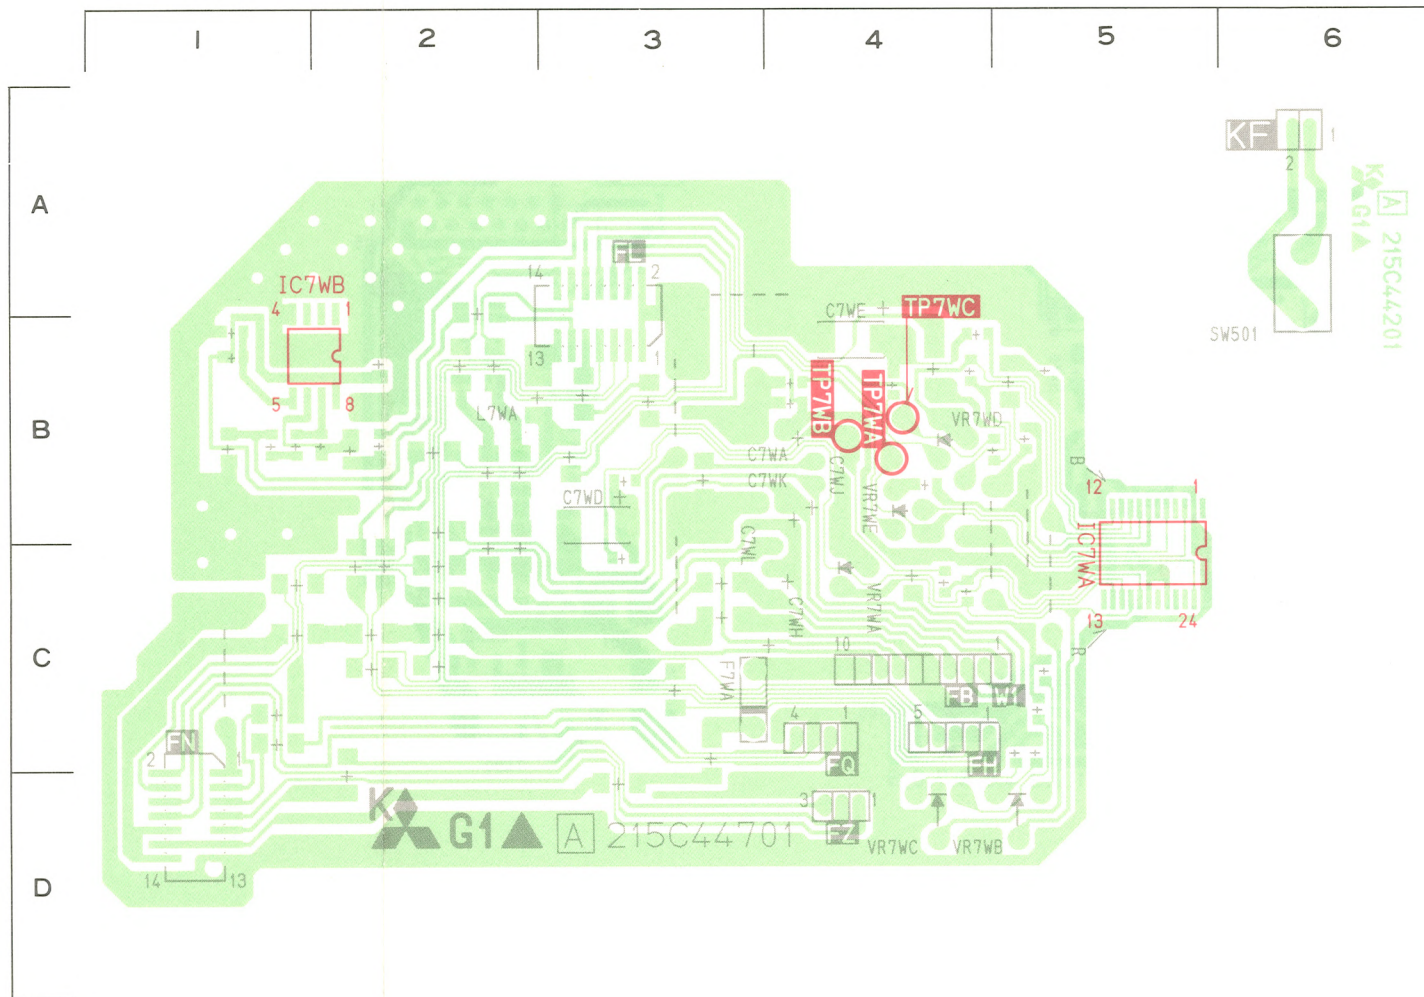 1 2 3 4 5 6
A
B
C
D
KF
1
2
K G1
A 215C44201
SW501
IC7WB
4 1
5 8
FL
14 2
13 1
C7WE
TP7WC
TP7WB
TP7WA
L7WA
VR7WD
C7WA
C7WK
C7WJ
C7WD
VR7WE
B
12 1
IC7WA
13 24
R
C7WL
C7WH
VR7WA
10 1
FB
F7WA
4 1
FQ
5 1
FH
FN
2 1
14 13
3 1
FZ
K G1 A 215C44701
VR7WC VR7WB